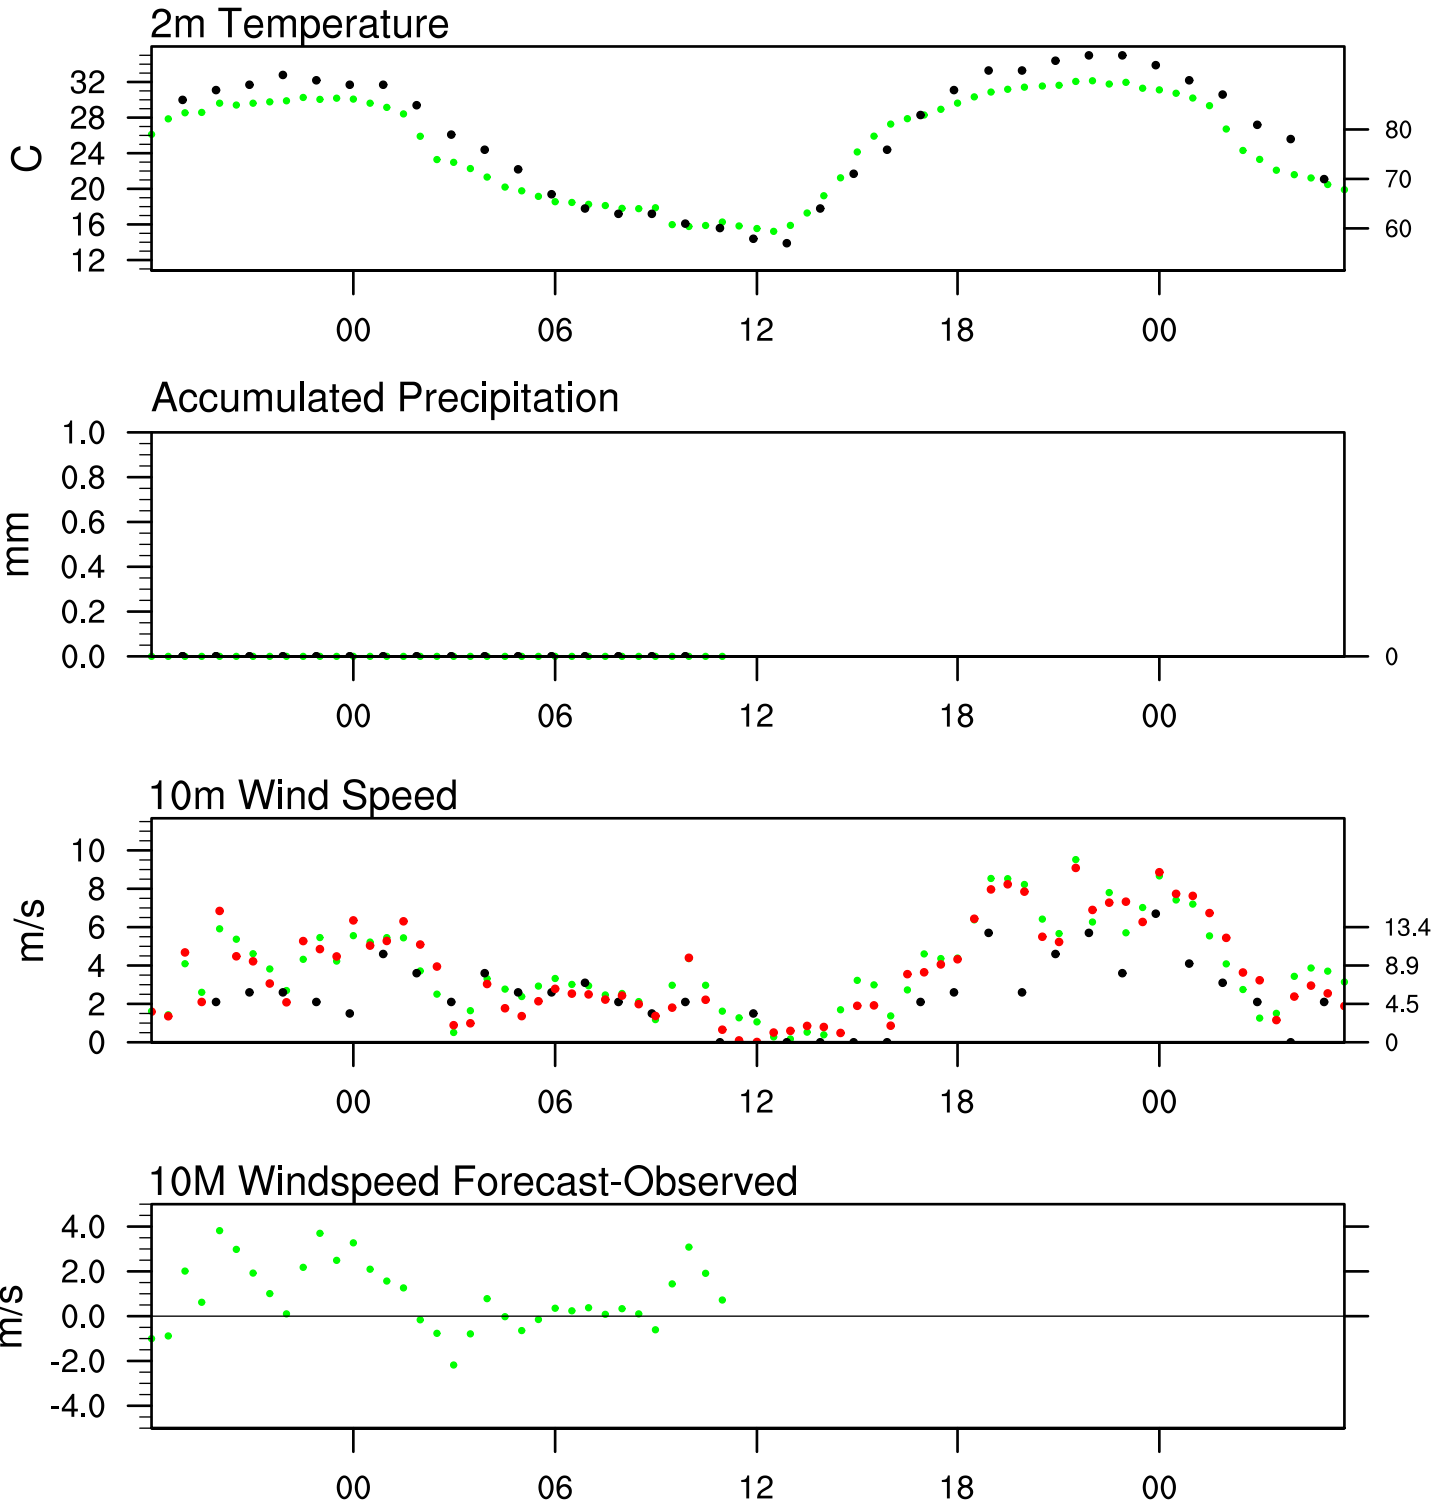 2m Temperature
C
32
28
24
20
16
12
80
70
60
00 06 12 18 00
Accumulated Precipitation
mm
1.0
0.8
0.6
0.4
0.2
0.0
0
00 06 12 18 00
10m Wind Speed
m/s
10
8
6
4
2
0
13.4
8.9
4.5
0
00 06 12 18 00
10M Windspeed Forecast-Observed
m/s
4.0
2.0
0.0
-2.0
-4.0
00 06 12 18 00